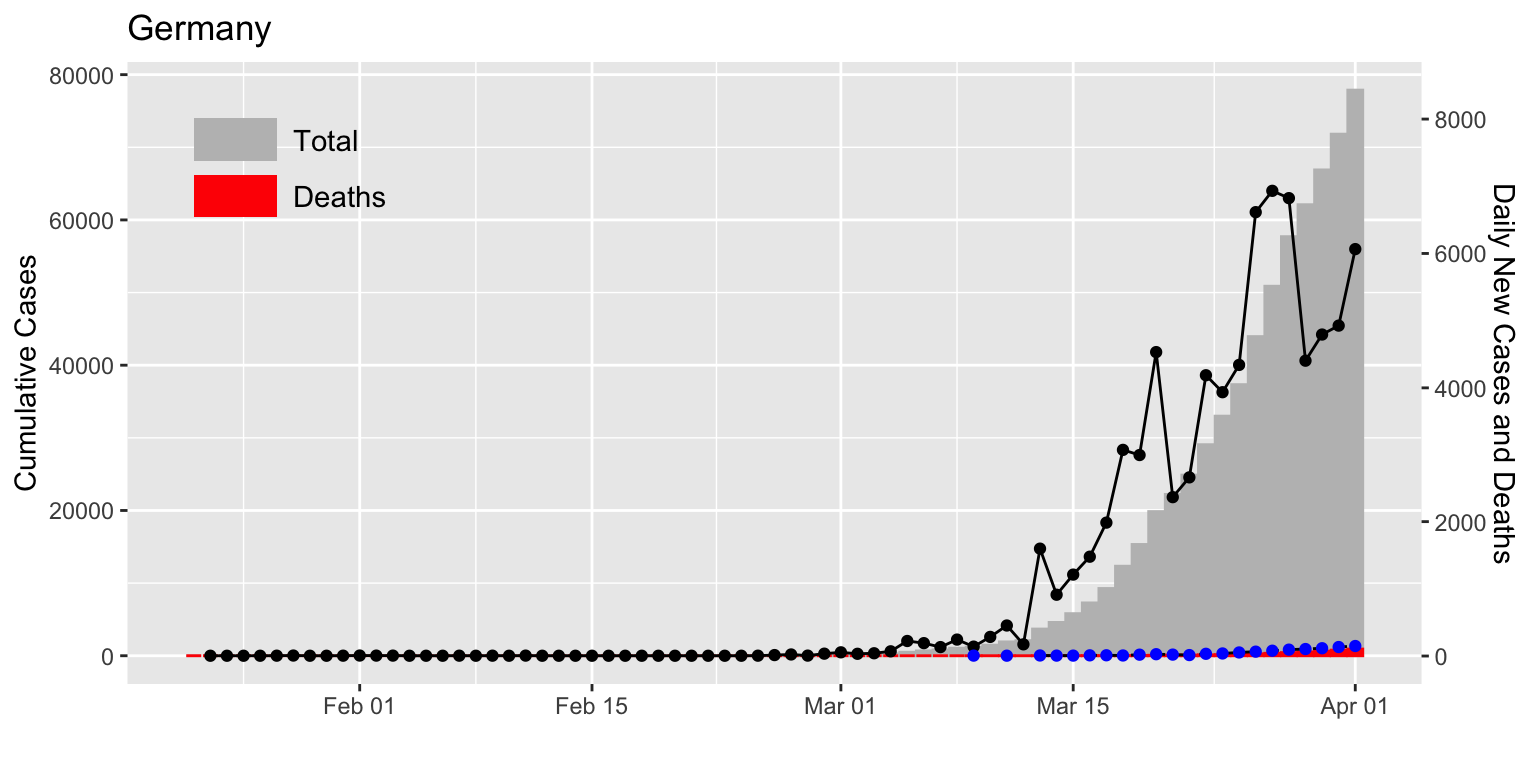 Germany
80000
60000
40000
20000
0
Cumulative Cases
Total
Deaths
8000
6000
4000
2000
0
Daily New Cases and Deaths
Feb 01
Feb 15
Mar 01
Mar 15
Apr 01